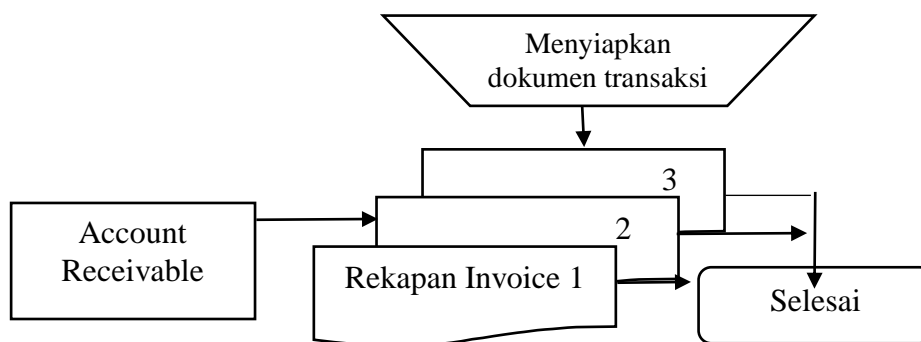 Menyiapkan
dokumen transaksi
3
2
Account
Receivable
Rekapan Invoice 1
Selesai